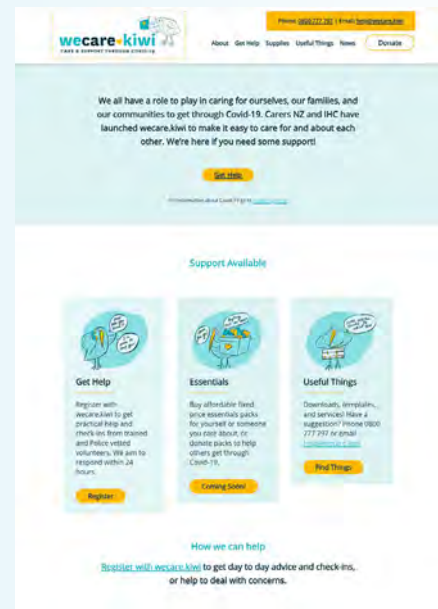 wecare.kiwi
CARE & SUPPORT THROUGH COVID-19
Phone: 0800 777 797 | Email:
About Get Help Supplies Useful Things News Donate
We all have a role to play in caring for ourselves, our families, and
our communities to get through Covid-19. Carers NZ and IHC have
launched wecare.kiwi to make it easy to care for and about each
other. We're here if you need some support!
Get Help
Support Available
Get Help
Register with
wecare.kiwi to get
practical help and
check-ins from trained
and Police vetted
volunteers. We aim to
respond within 24
hours.
Register
Essentials
Buy affordable fixed
price essentials packs
for yourself or someone
you care about, or
donate packs to help
others get through
Covid-19.
Coming Soon!
Useful Things
Downloads, templates,
and services! Have a
suggestion? Phone 0800
777 797 or email
Find Things
How we can help
Register with wecare.kiwi to get day to day advice and check-ins,
or help to deal with concerns.